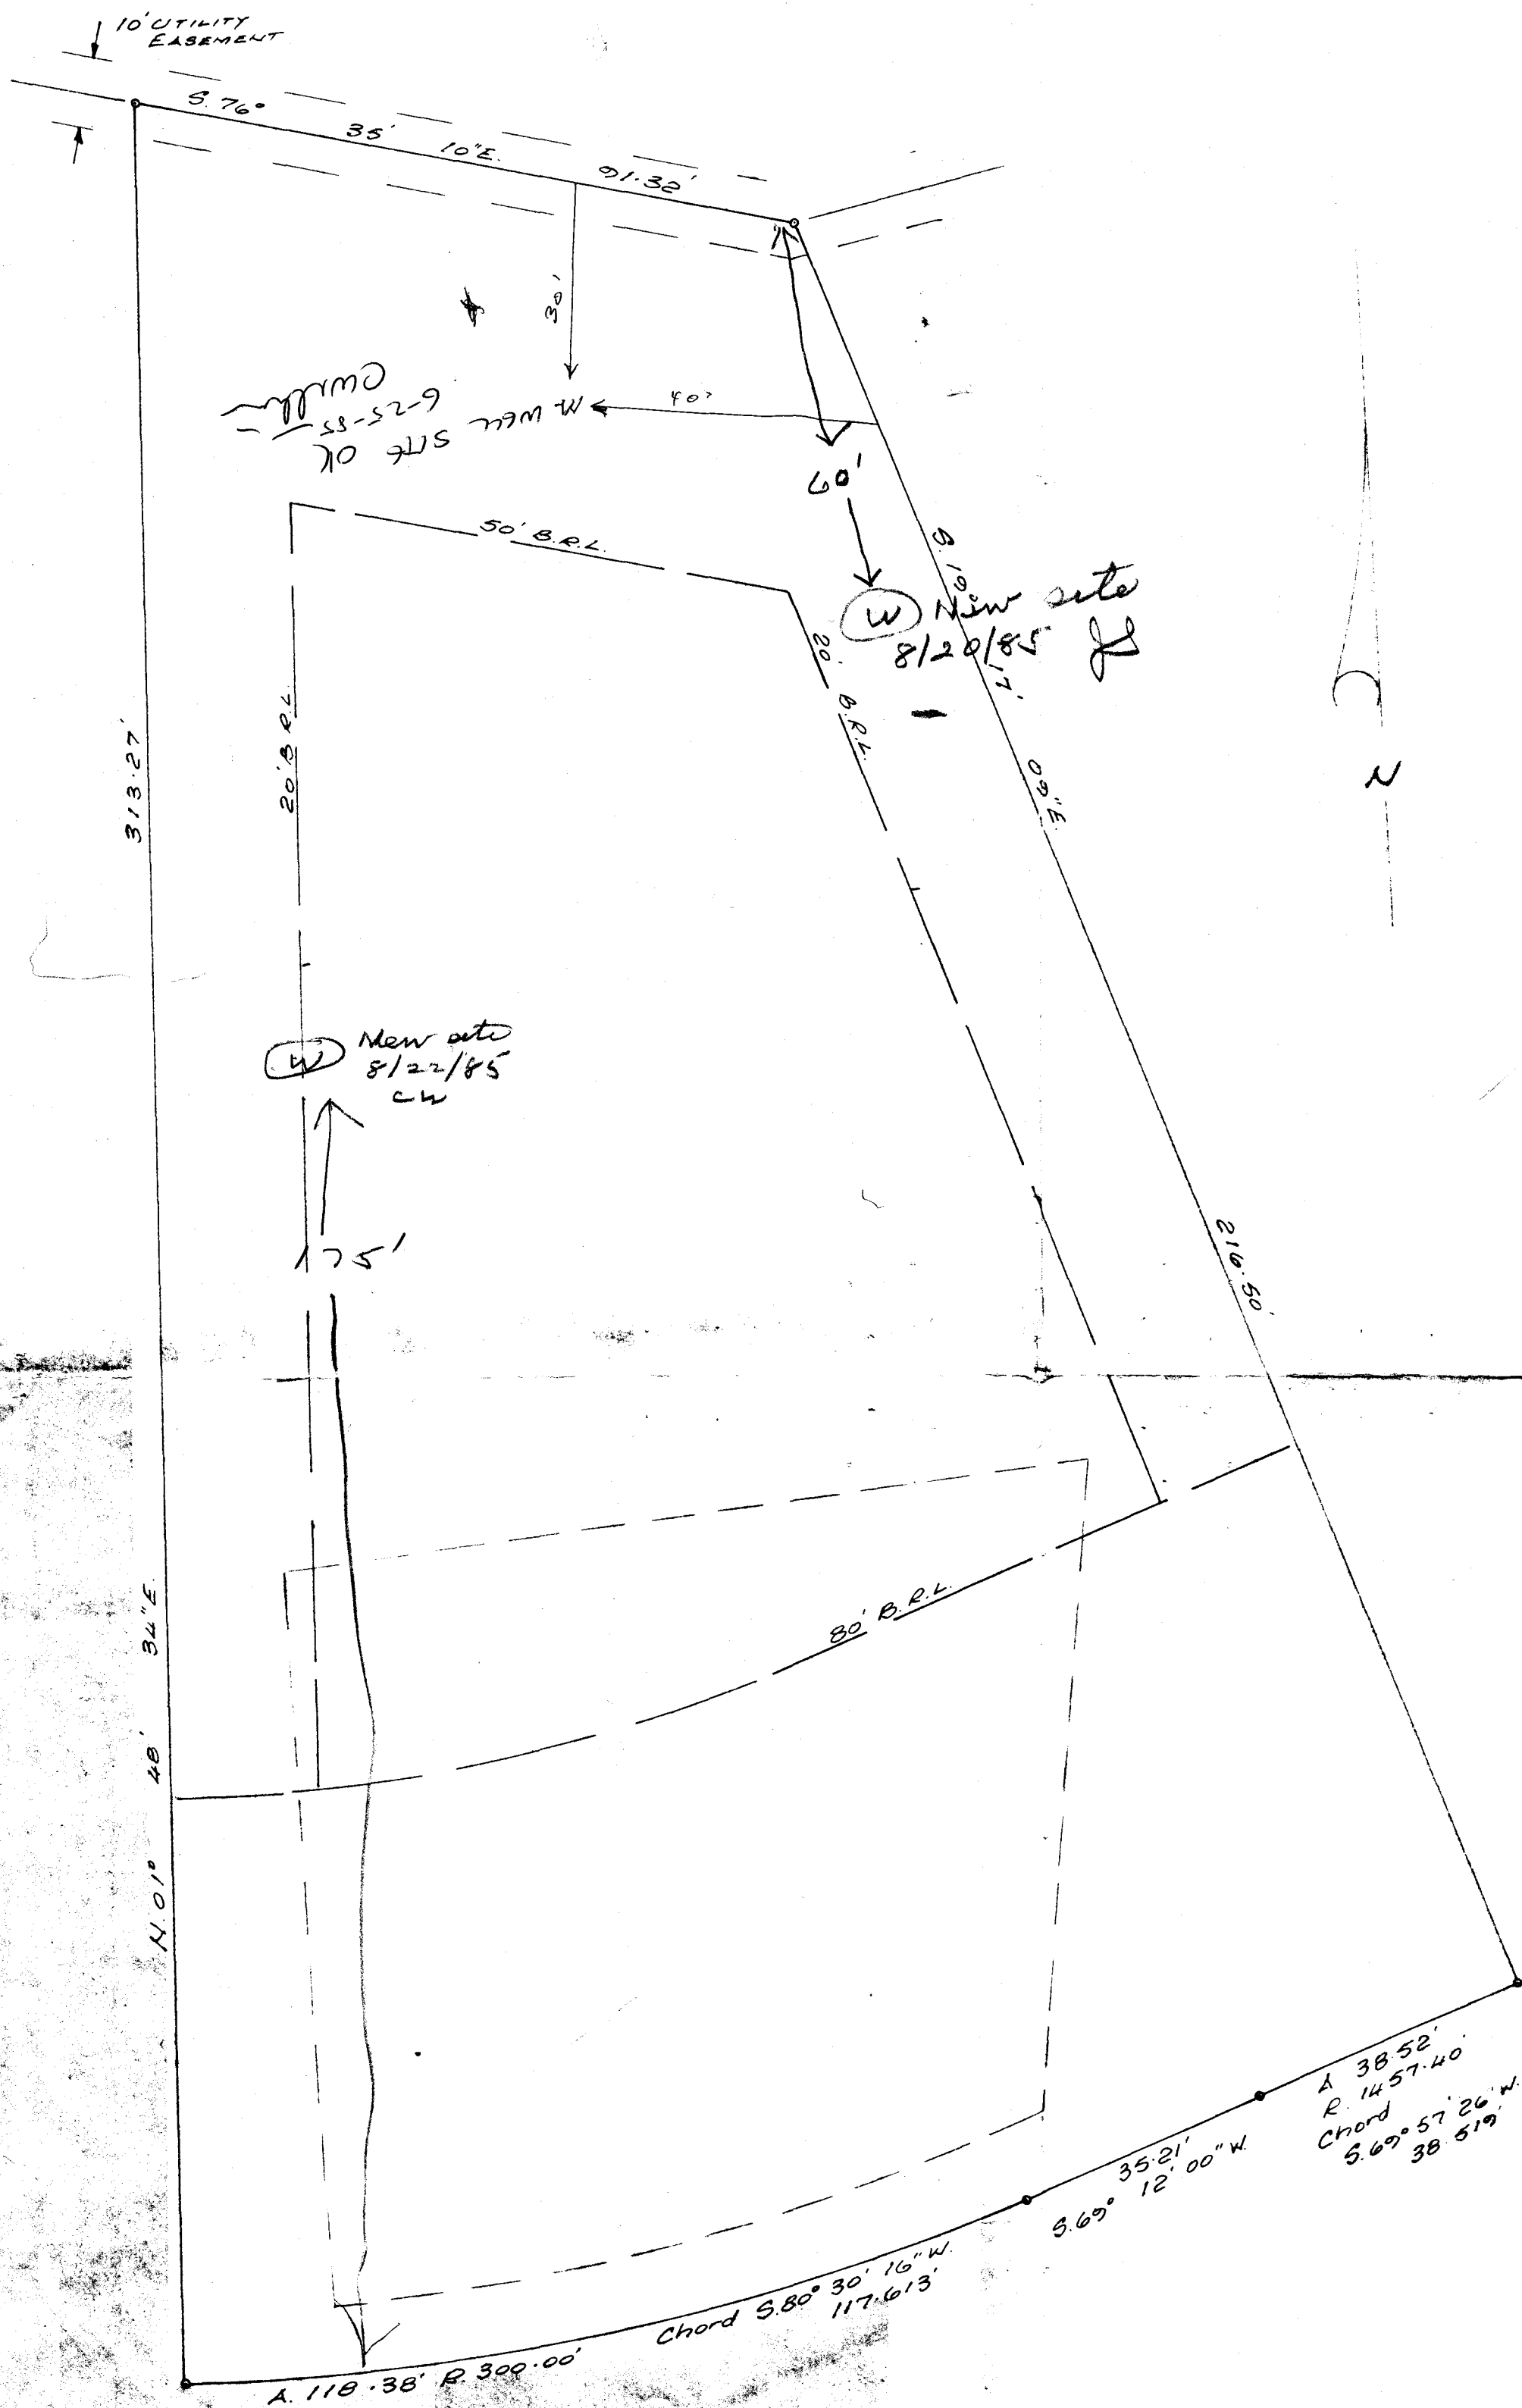 10' UTILITY
EASEMENT
S. 76° 35' 10"E. 91.32'
30'
40'
W WELL SITE OK
6-25-85
60'
50' B.R.L.
W New site
8/20/85
S. 19° 17' 09"E. 216.50'
20' B.R.L.
20' B.R.L.
N
313.27'
W New site
8/22/85
CW
175'
N. 01° 48' 34"E.
80' B.R.L.
A 38.52'
R. 1457.40'
Chord
S.69° 57' 26" W.
38.519'
35.21'
S.69° 12' 00" W.
Chord S.80° 30' 16" W.
117.613'
A. 118.38' R. 300.00'